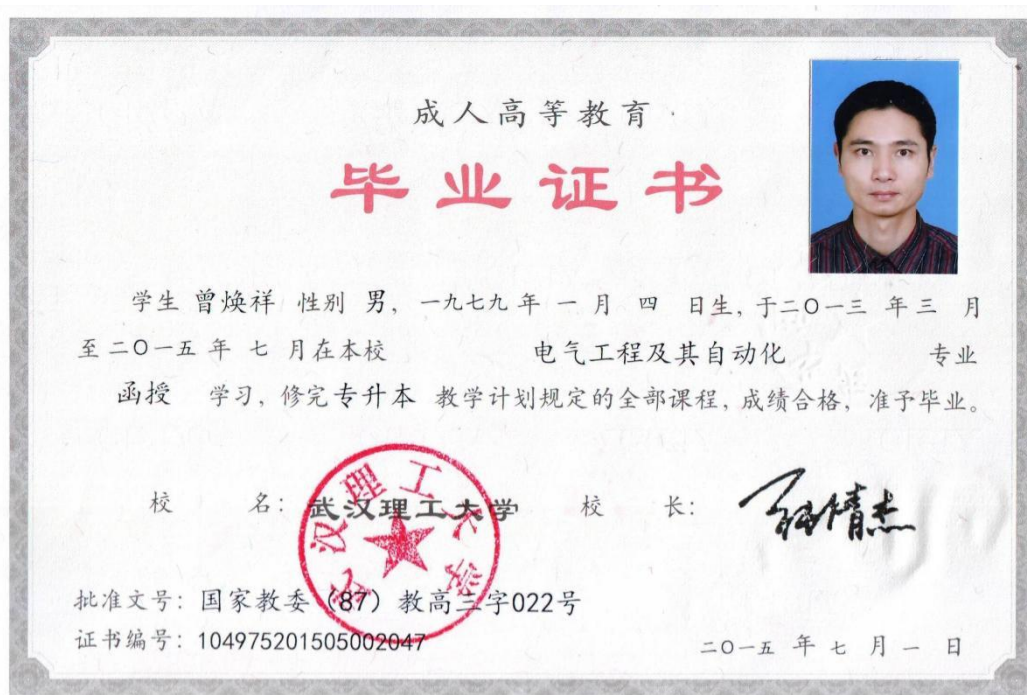 成人高等教育
毕业证书
学生 曾焕祥 性别 男, 一九七九 年 一 月 四 日生, 于二〇一三 年 三 月
至 二〇一五 年 七 月在本校 电气工程及其自动化 专业
函授 学习, 修完 专升本 教学计划规定的全部课程, 成绩合格, 准予毕业。
校 名: 武汉理工大学 校 长:
武汉理工大学
批准文号: 国家教委（87）教高三字022号
证书编号: 104975201505002047
二〇一五 年 七 月 一 日